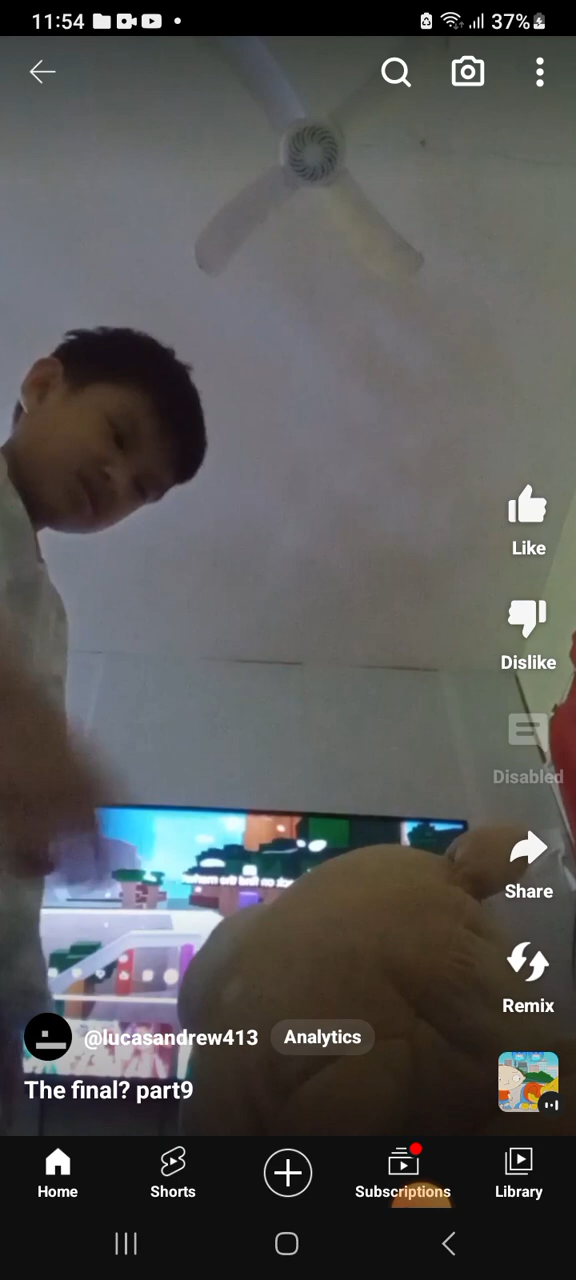 11:54
37%
Like
Dislike
Disabled
Share
Remix
@lucasandrew413 Analytics
The final? part9
Home Shorts Subscriptions Library